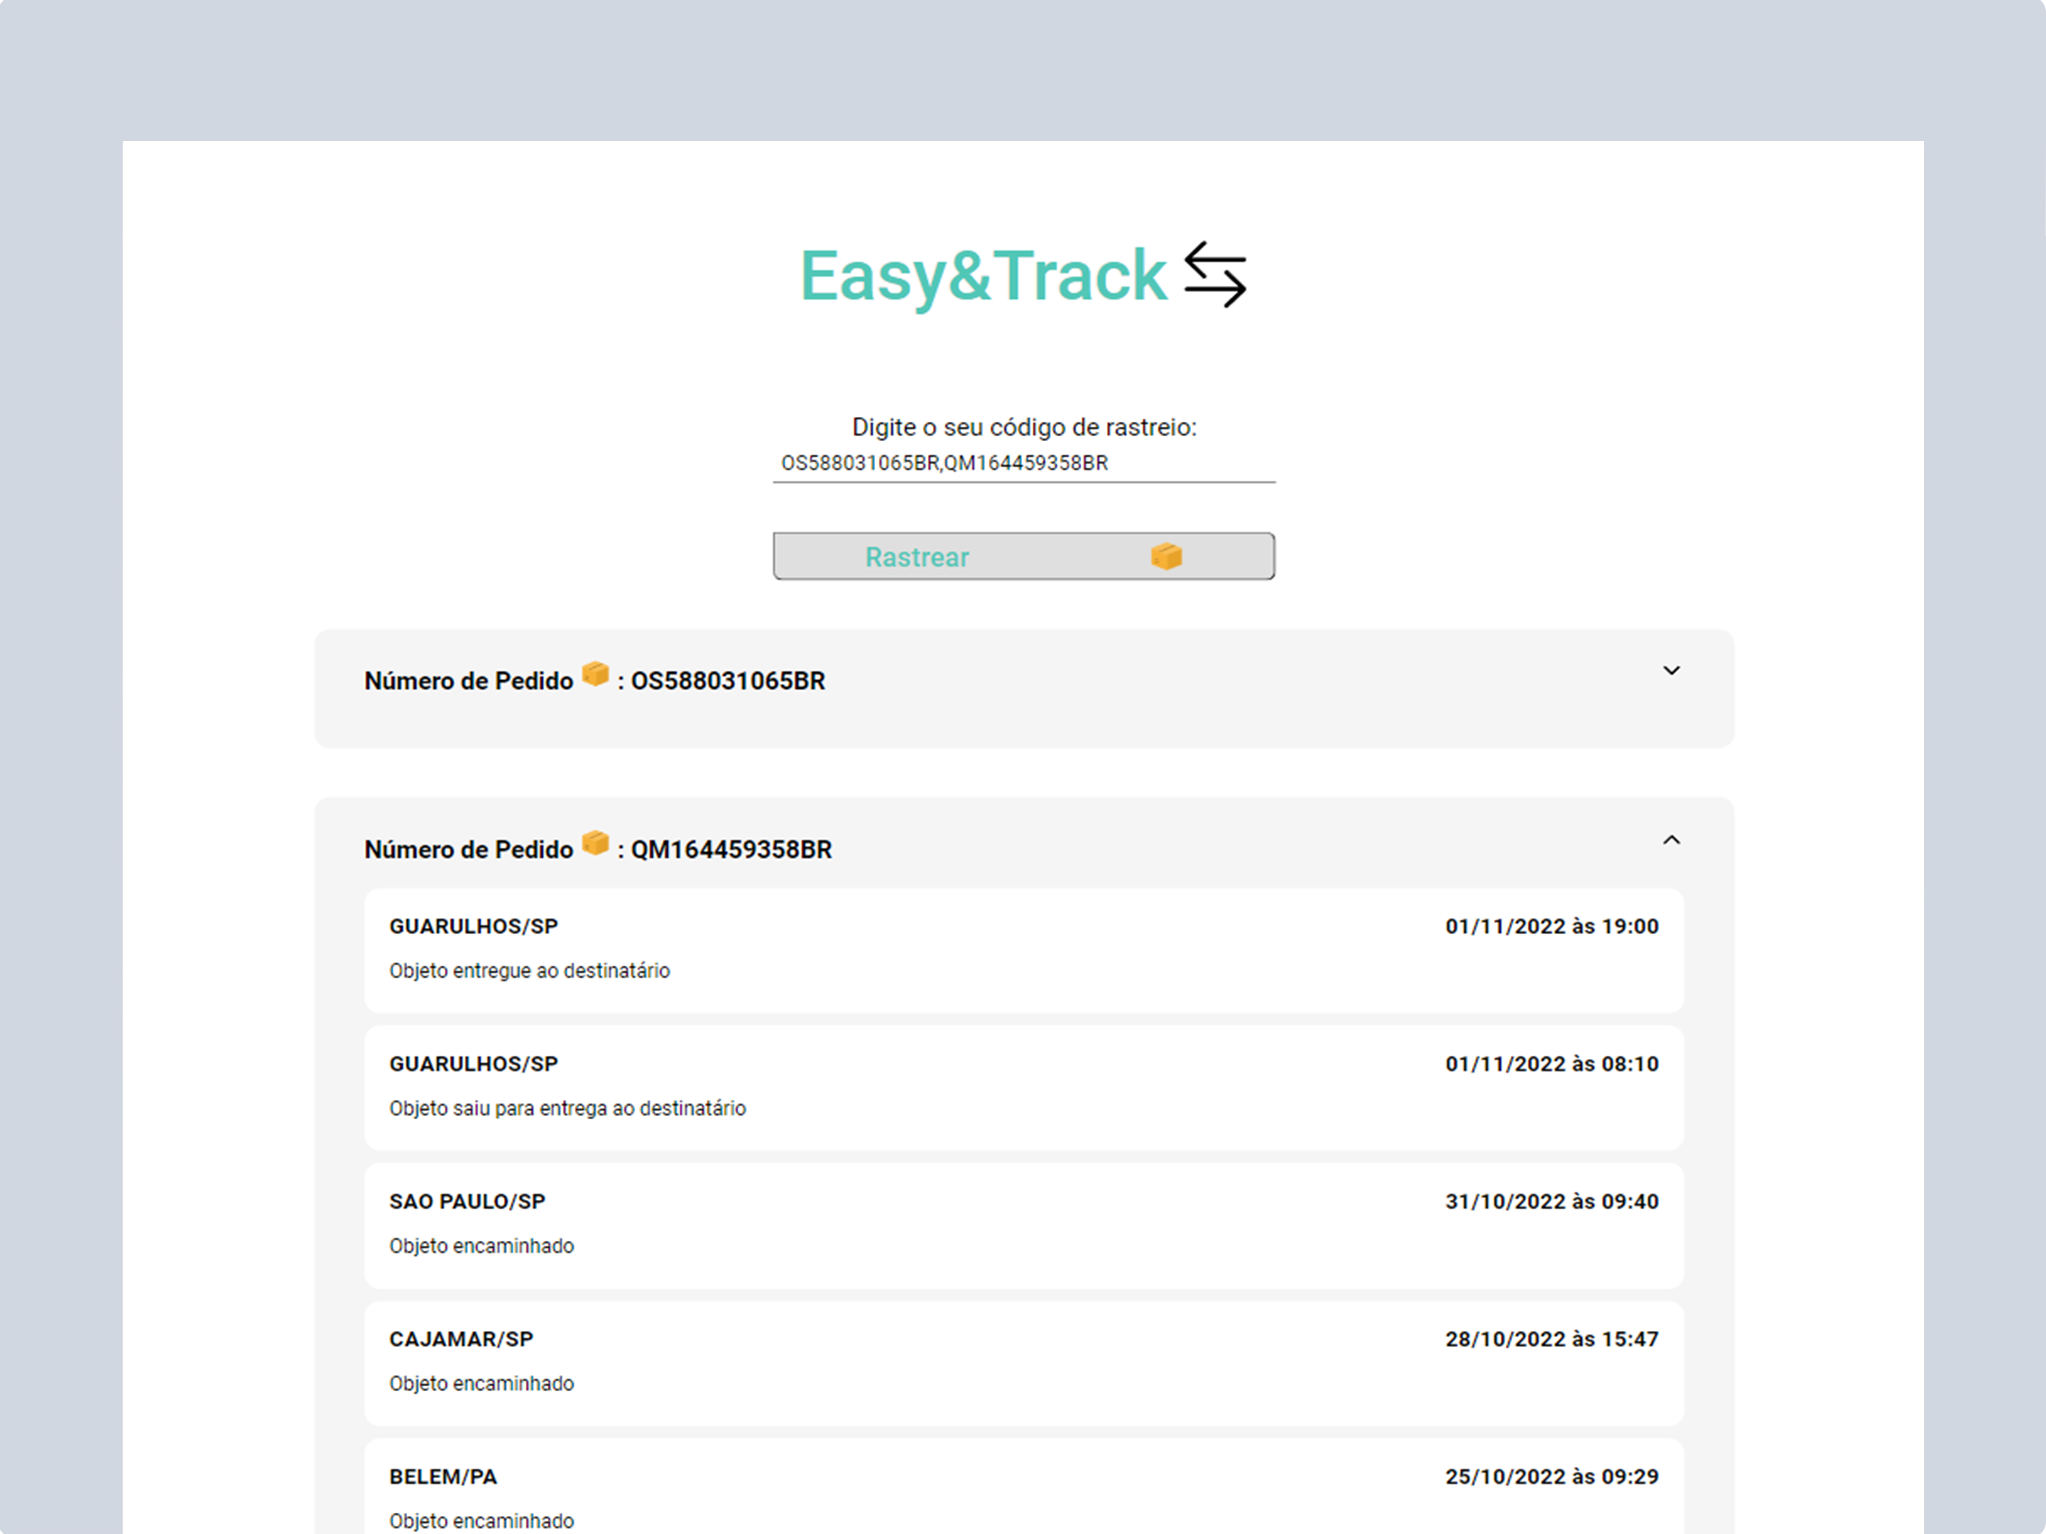 Easy&Track
Digite o seu código de rastreio:
OS588031065BR,QM164459358BR
Rastrear
Número de Pedido : OS588031065BR
Número de Pedido : QM164459358BR
GUARULHOS/SP 01/11/2022 às 19:00
Objeto entregue ao destinatário
GUARULHOS/SP 01/11/2022 às 08:10
Objeto saiu para entrega ao destinatário
SAO PAULO/SP 31/10/2022 às 09:40
Objeto encaminhado
CAJAMAR/SP 28/10/2022 às 15:47
Objeto encaminhado
BELEM/PA 25/10/2022 às 09:29
Objeto encaminhado